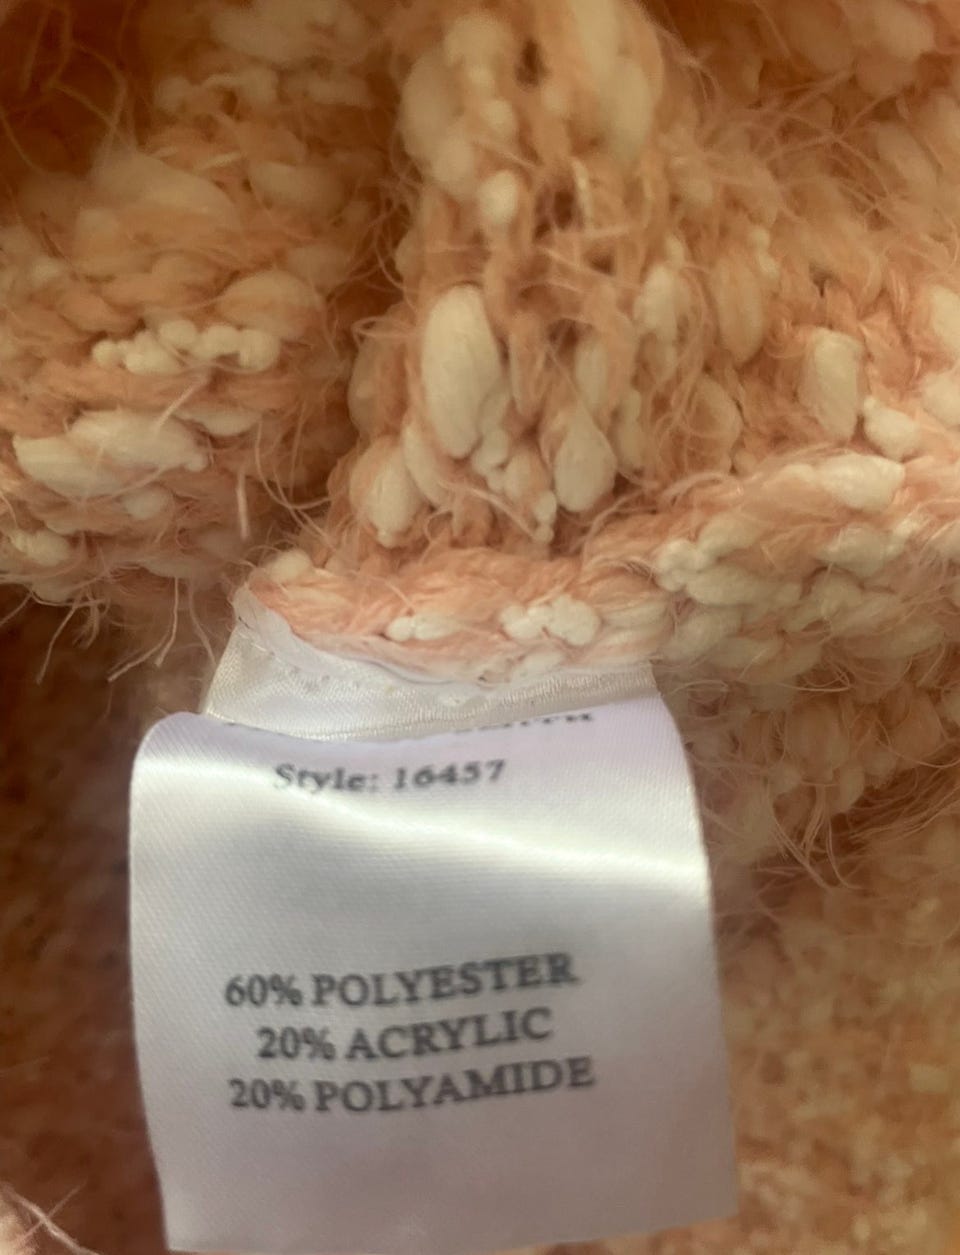 Style: 16457
60% POLYESTER
20% ACRYLIC
20% POLYAMIDE